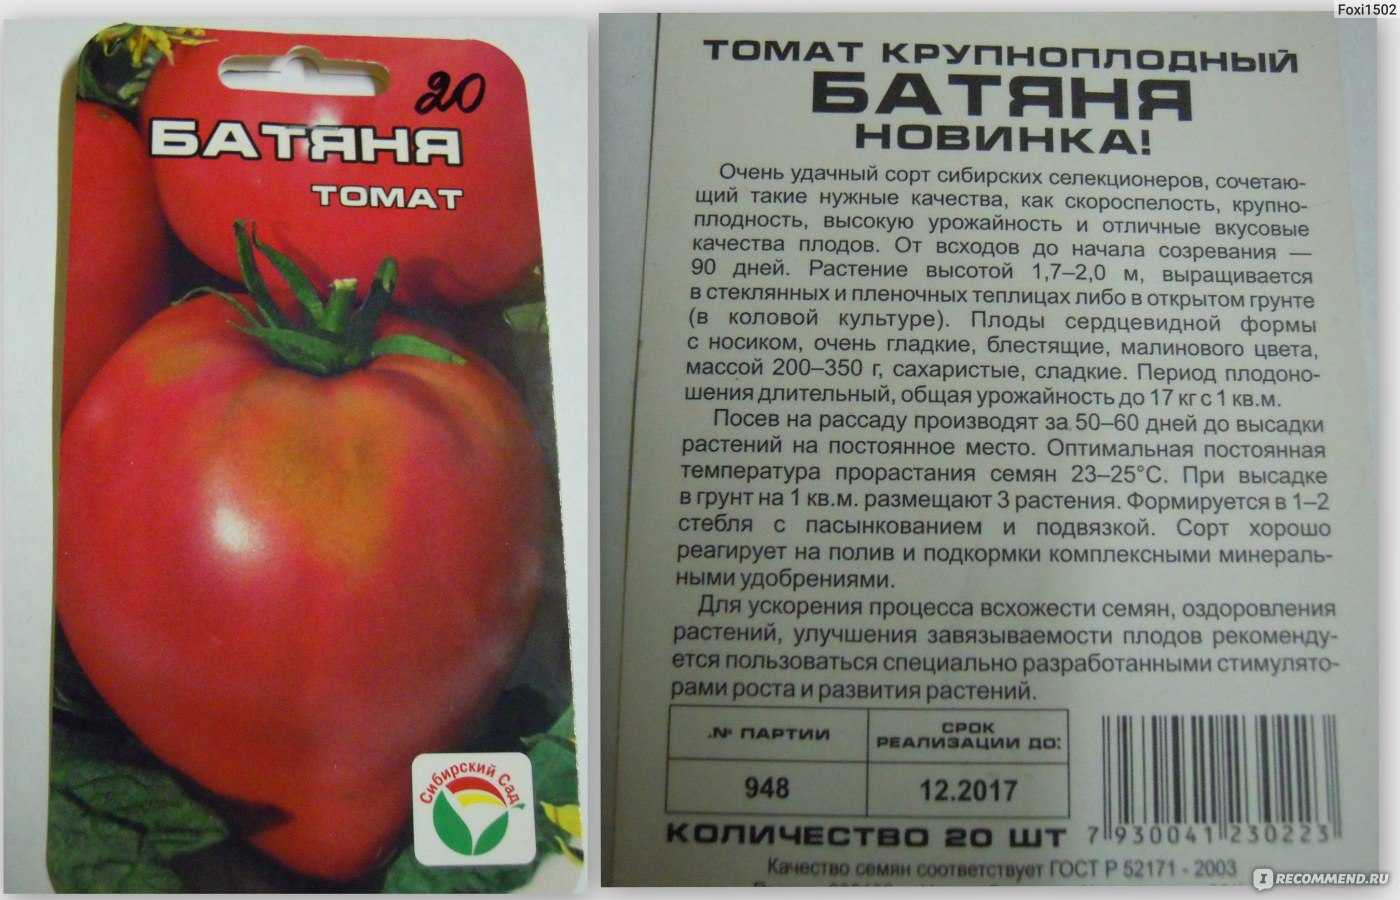 20
БАТЯНЯ
ТОМАТ
Сибирский Сад
Foxi1502
ТОМАТ КРУПНОПЛОДНЫЙ
БАТЯНЯ
НОВИНКА!
Очень удачный сорт сибирских селекционеров, сочетаю-
щий такие нужные качества, как скороспелость, крупно-
плодность, высокую урожайность и отличные вкусовые
качества плодов. От всходов до начала созревания —
90 дней. Растение высотой 1,7–2,0 м, выращивается
в стеклянных и пленочных теплицах либо в открытом грунте
(в коловой культуре). Плоды сердцевидной формы
с носиком, очень гладкие, блестящие, малинового цвета,
массой 200–350 г, сахаристые, сладкие. Период плодоно-
шения длительный, общая урожайность до 17 кг с 1 кв.м.
Посев на рассаду производят за 50–60 дней до высадки
растений на постоянное место. Оптимальная постоянная
температура прорастания семян 23–25°С. При высадке
в грунт на 1 кв.м. размещают 3 растения. Формируется в 1–2
стебля с пасынкованием и подвязкой. Сорт хорошо
реагирует на полив и подкормки комплексными минераль-
ными удобрениями.
Для ускорения процесса всхожести семян, оздоровления
растений, улучшения завязываемости плодов рекоменду-
ется пользоваться специально разработанными стимулято-
рами роста и развития растений.
№ ПАРТИИ
СРОК
РЕАЛИЗАЦИИ ДО:
948
12.2017
КОЛИЧЕСТВО 20 ШТ
7 930041 230223
Качество семян соответствует ГОСТ Р 52171 - 2003
IRECOMMEND.RU